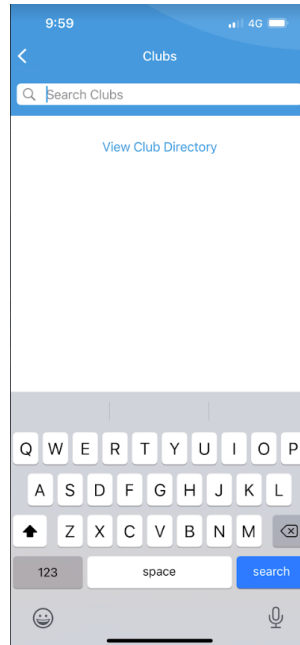 9:59 4G
Clubs
Search Clubs
View Club Directory
Q W E R T Y U I O P
A S D F G H J K L
Z X C V B N M
123 space search